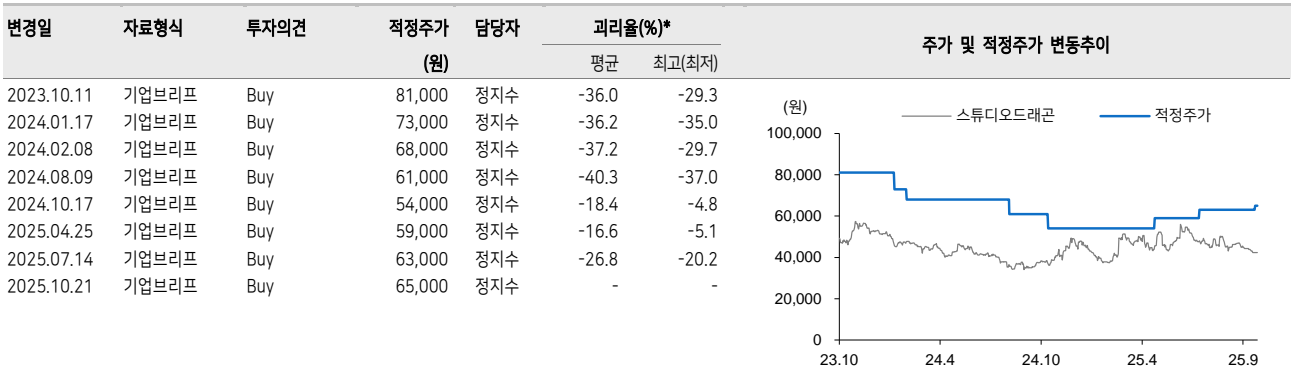 변경일 자료형식 투자의견 적정주가 담당자 괴리율(%)* 주가 및 적정주가 변동추이
(원) 평균 최고(최저)
2023.10.11 기업브리프 Buy 81,000 정지수 -36.0 -29.3
2024.01.17 기업브리프 Buy 73,000 정지수 -36.2 -35.0
2024.02.08 기업브리프 Buy 68,000 정지수 -37.2 -29.7
2024.08.09 기업브리프 Buy 61,000 정지수 -40.3 -37.0
2024.10.17 기업브리프 Buy 54,000 정지수 -18.4 -4.8
2025.04.25 기업브리프 Buy 59,000 정지수 -16.6 -5.1
2025.07.14 기업브리프 Buy 63,000 정지수 -26.8 -20.2
2025.10.21 기업브리프 Buy 65,000 정지수 - -
(원) 스튜디오드래곤 적정주가
100,000
80,000
60,000
40,000
20,000
0
23.10 24.4 24.10 25.4 25.9